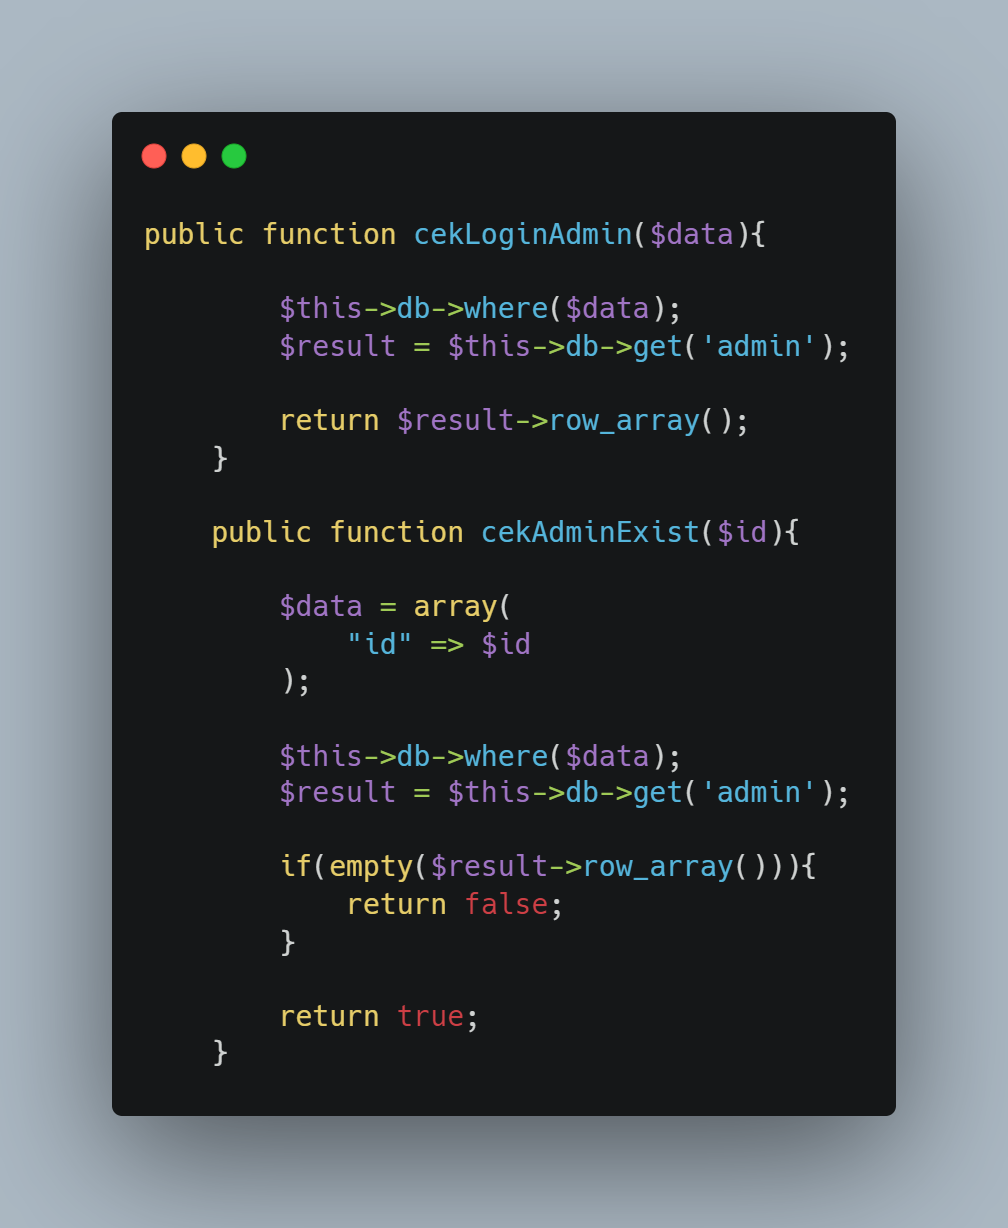 public function cekLoginAdmin($data){
        $this->db->where($data);
        $result = $this->db->get('admin');
        return $result->row_array();
    }
    public function cekAdminExist($id){
        $data = array(
            "id" => $id
        );
        $this->db->where($data);
        $result = $this->db->get('admin');
        if(empty($result->row_array())){
            return false;
        }
        return true;
    }